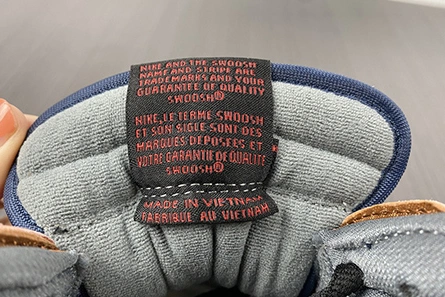 NIKE AND THE SWOOSH
NAME AND STRIPE ARE
TRADEMARKS AND YOUR
GUARANTEE OF QUALITY
SWOOSH®
NIKE, LE TERME SWOOSH
ET SON SIGLE SONT DES
MARQUES DEPOSÉES ET
VOTRE GARANTIE DE QUALITE
SWOOSH®
MADE IN VIETNAM
FABRIQUE AU VIETNAM